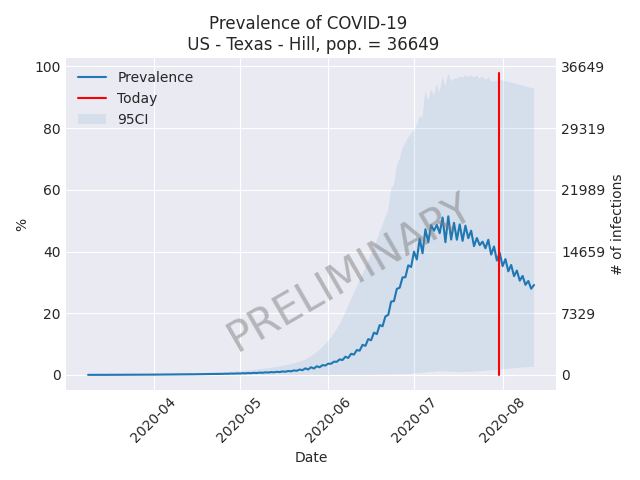 Prevalence of COVID-19
US - Texas - Hill, pop. = 36649
Prevalence
Today
95CI
100
80
60
40
20
0
%
36649
29319
21989
14659
7329
0
# of infections
PRELIMINARY
2020-04
2020-05
2020-06
2020-07
2020-08
Date